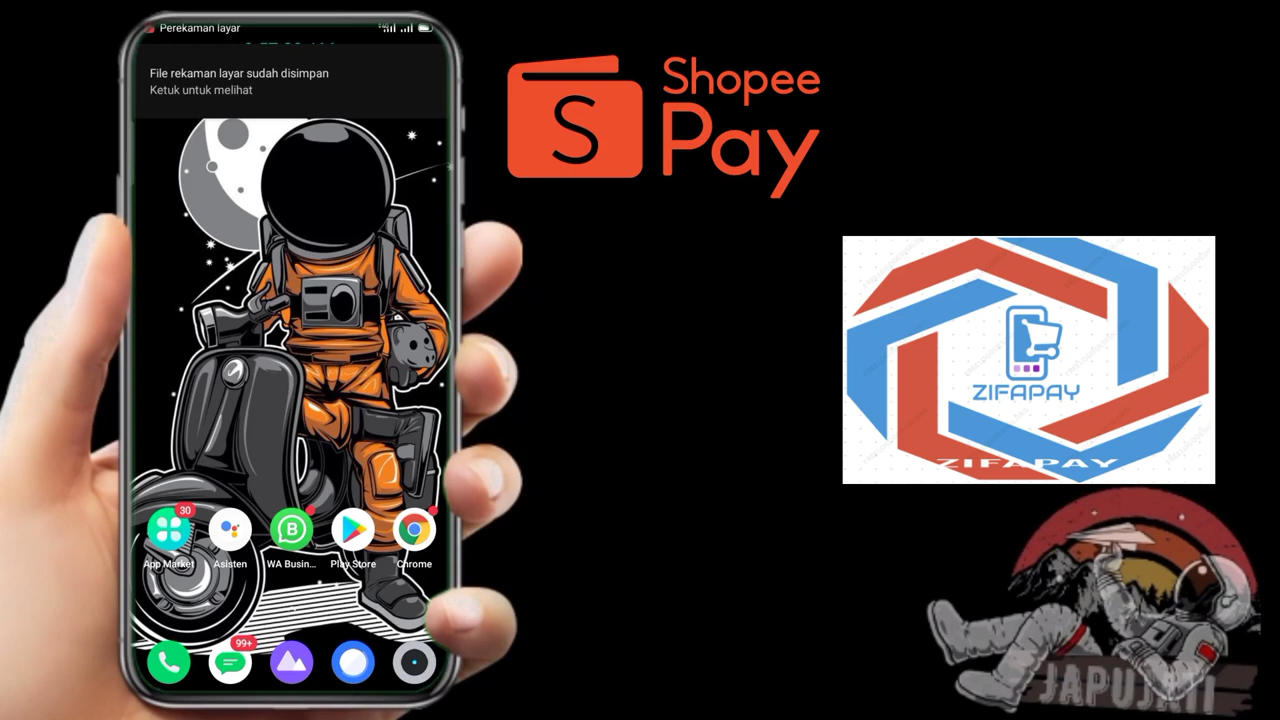 Perekaman layar
File rekaman layar sudah disimpan
Ketuk untuk melihat
30
App Market
Asisten
B
WA Busin...
Play Store
Chrome
99+
S
Shopee
Pay
ZIFAPAY
ZIFAPAY
JAPUJATI